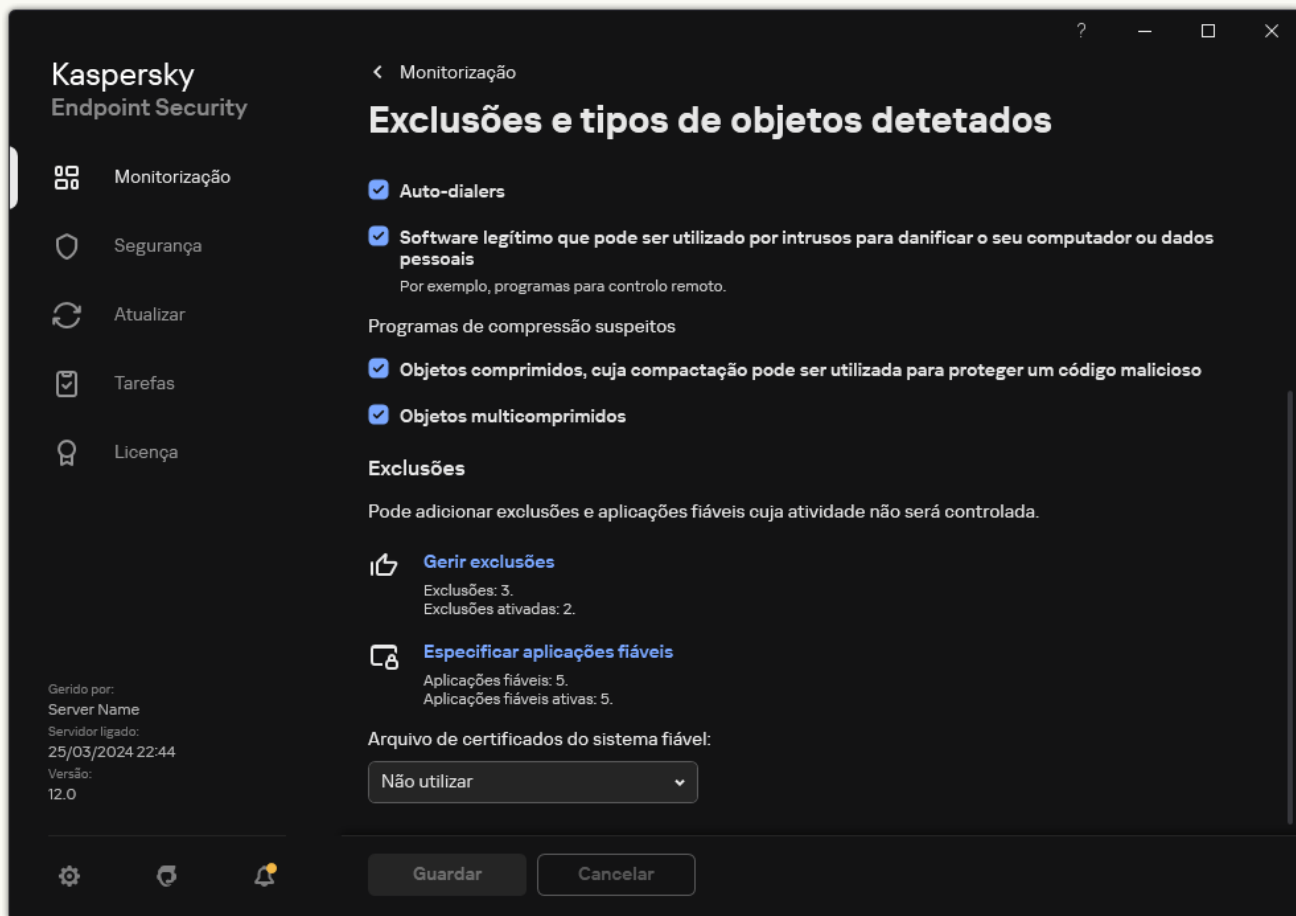 ?
Kaspersky
Endpoint Security
Monitorização
Segurança
Atualizar
Tarefas
Licença
Gerido por:
Server Name
Servidor ligado:
25/03/2024 22:44
Versão:
12.0
Monitorização
Exclusões e tipos de objetos detetados
Auto-dialers
Software legítimo que pode ser utilizado por intrusos para danificar o seu computador ou dados
pessoais
Por exemplo, programas para controlo remoto.
Programas de compressão suspeitos
Objetos comprimidos, cuja compactação pode ser utilizada para proteger um código malicioso
Objetos multicomprimidos
Exclusões
Pode adicionar exclusões e aplicações fiáveis cuja atividade não será controlada.
Gerir exclusões
Exclusões: 3.
Exclusões ativadas: 2.
Especificar aplicações fiáveis
Aplicações fiáveis: 5.
Aplicações fiáveis ativas: 5.
Arquivo de certificados do sistema fiável:
Não utilizar
Guardar
Cancelar